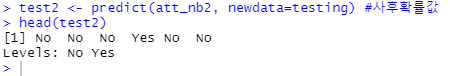 > test2 <- predict(att_nb2, newdata=testing) #사후확률값
> head(test2)
[1] No  No  No  Yes No  No
Levels: No Yes
>